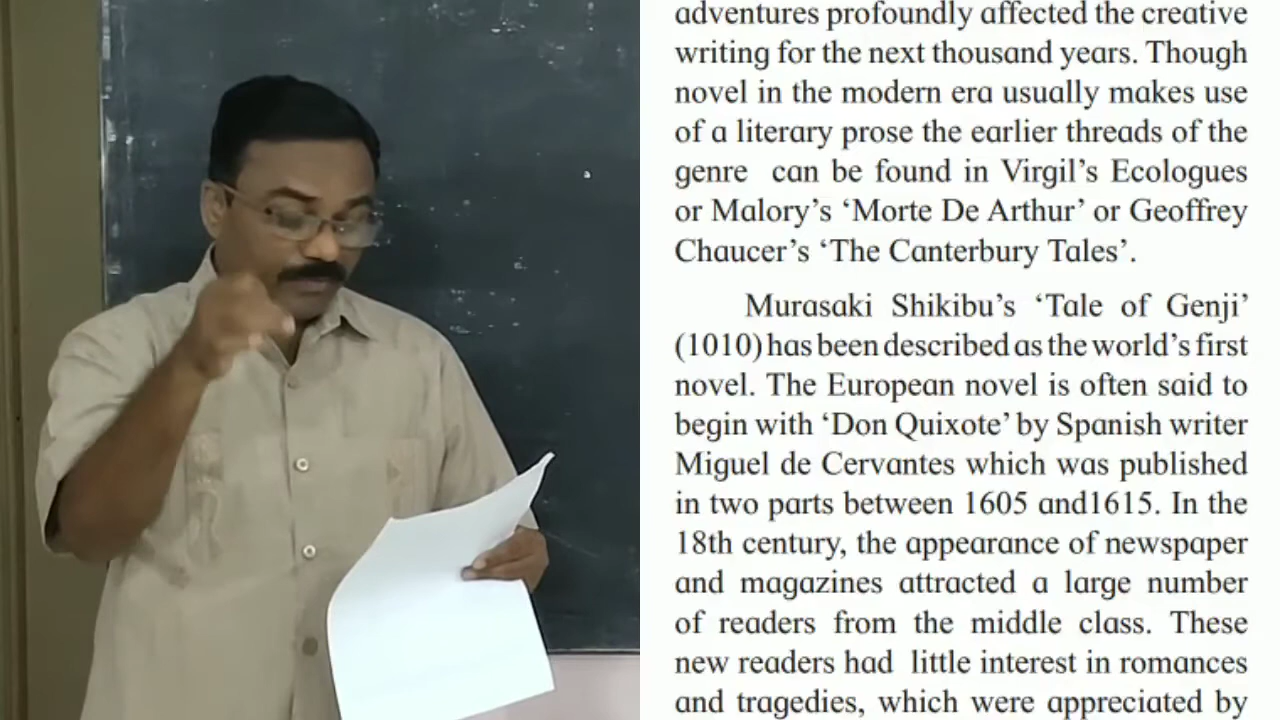 adventures profoundly affected the creative
writing for the next thousand years. Though
novel in the modern era usually makes use
of a literary prose the earlier threads of the
genre can be found in Virgil's Ecologues
or Malory's ‘Morte De Arthur’ or Geoffrey
Chaucer's ‘The Canterbury Tales’.
Murasaki Shikibu's ‘Tale of Genji’
(1010) has been described as the world's first
novel. The European novel is often said to
begin with ‘Don Quixote’ by Spanish writer
Miguel de Cervantes which was published
in two parts between 1605 and1615. In the
18th century, the appearance of newspaper
and magazines attracted a large number
of readers from the middle class. These
new readers had little interest in romances
and tragedies, which were appreciated by